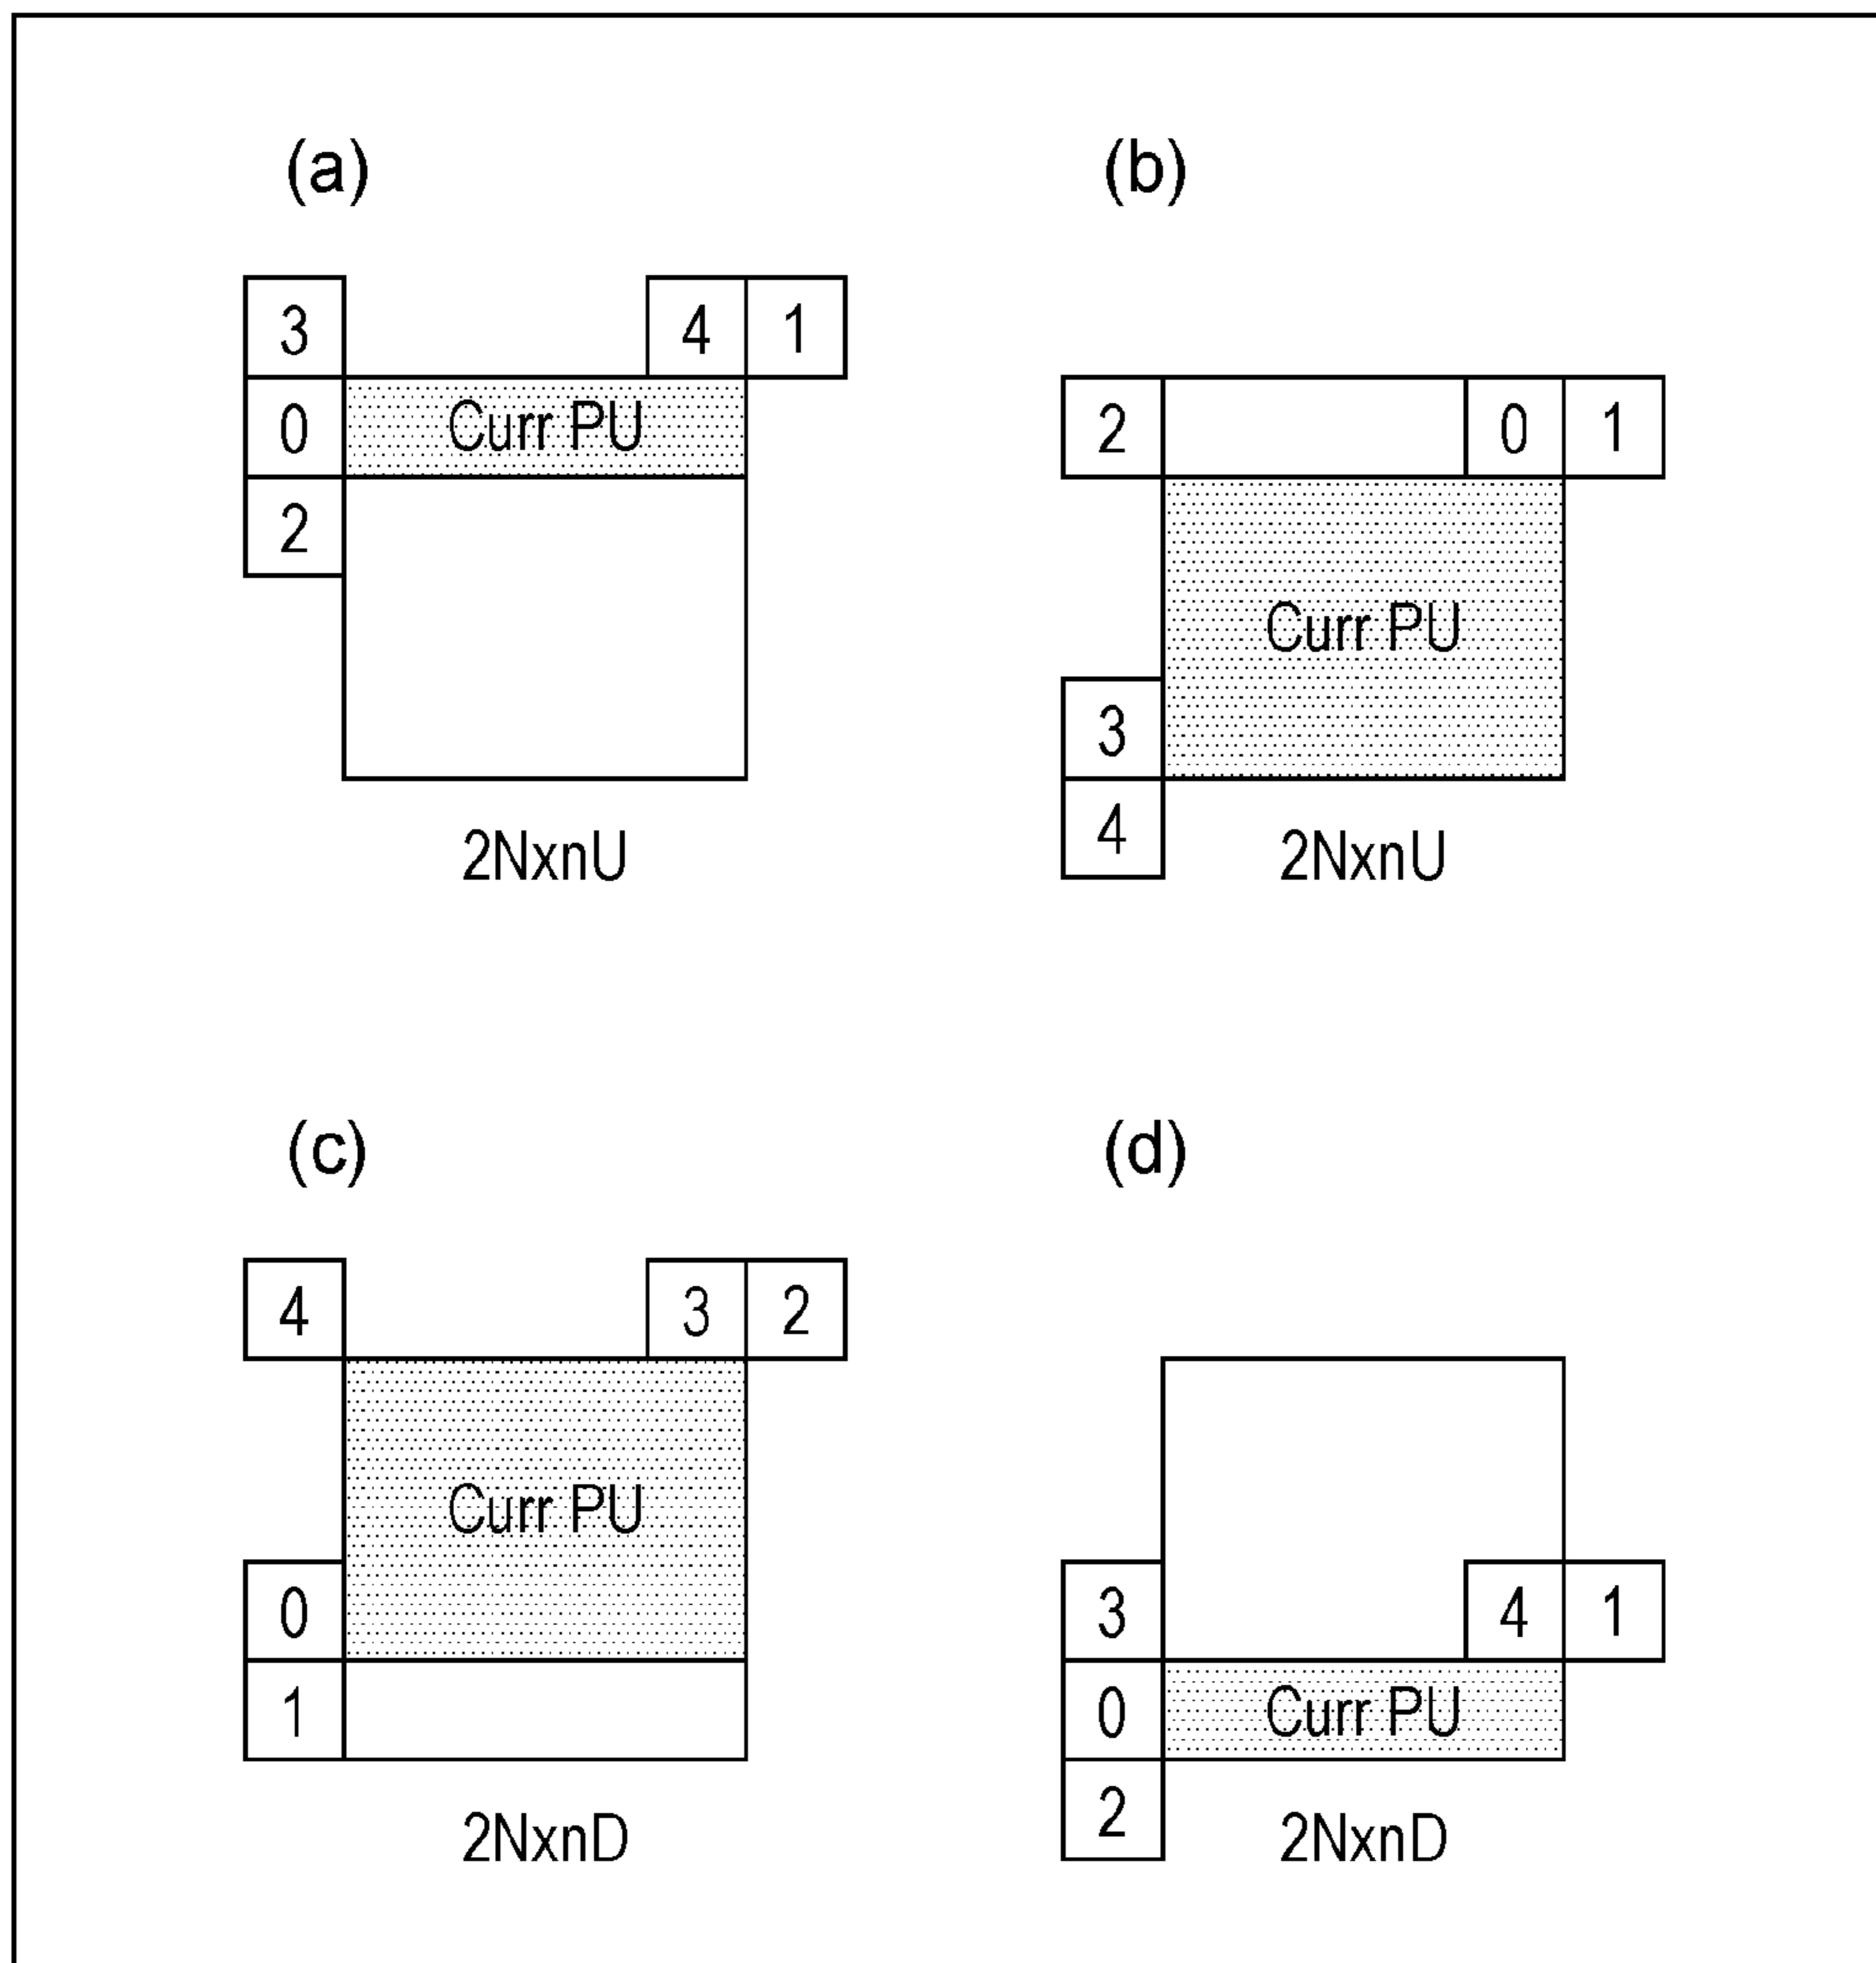 (a)
3 4 1
0 Curr PU
2
2NxnU
(b)
2 0 1
Curr PU
3
4
2NxnU
(c)
4 3 2
Curr PU
0
1
2NxnD
(d)
3 4 1
0 Curr PU
2
2NxnD